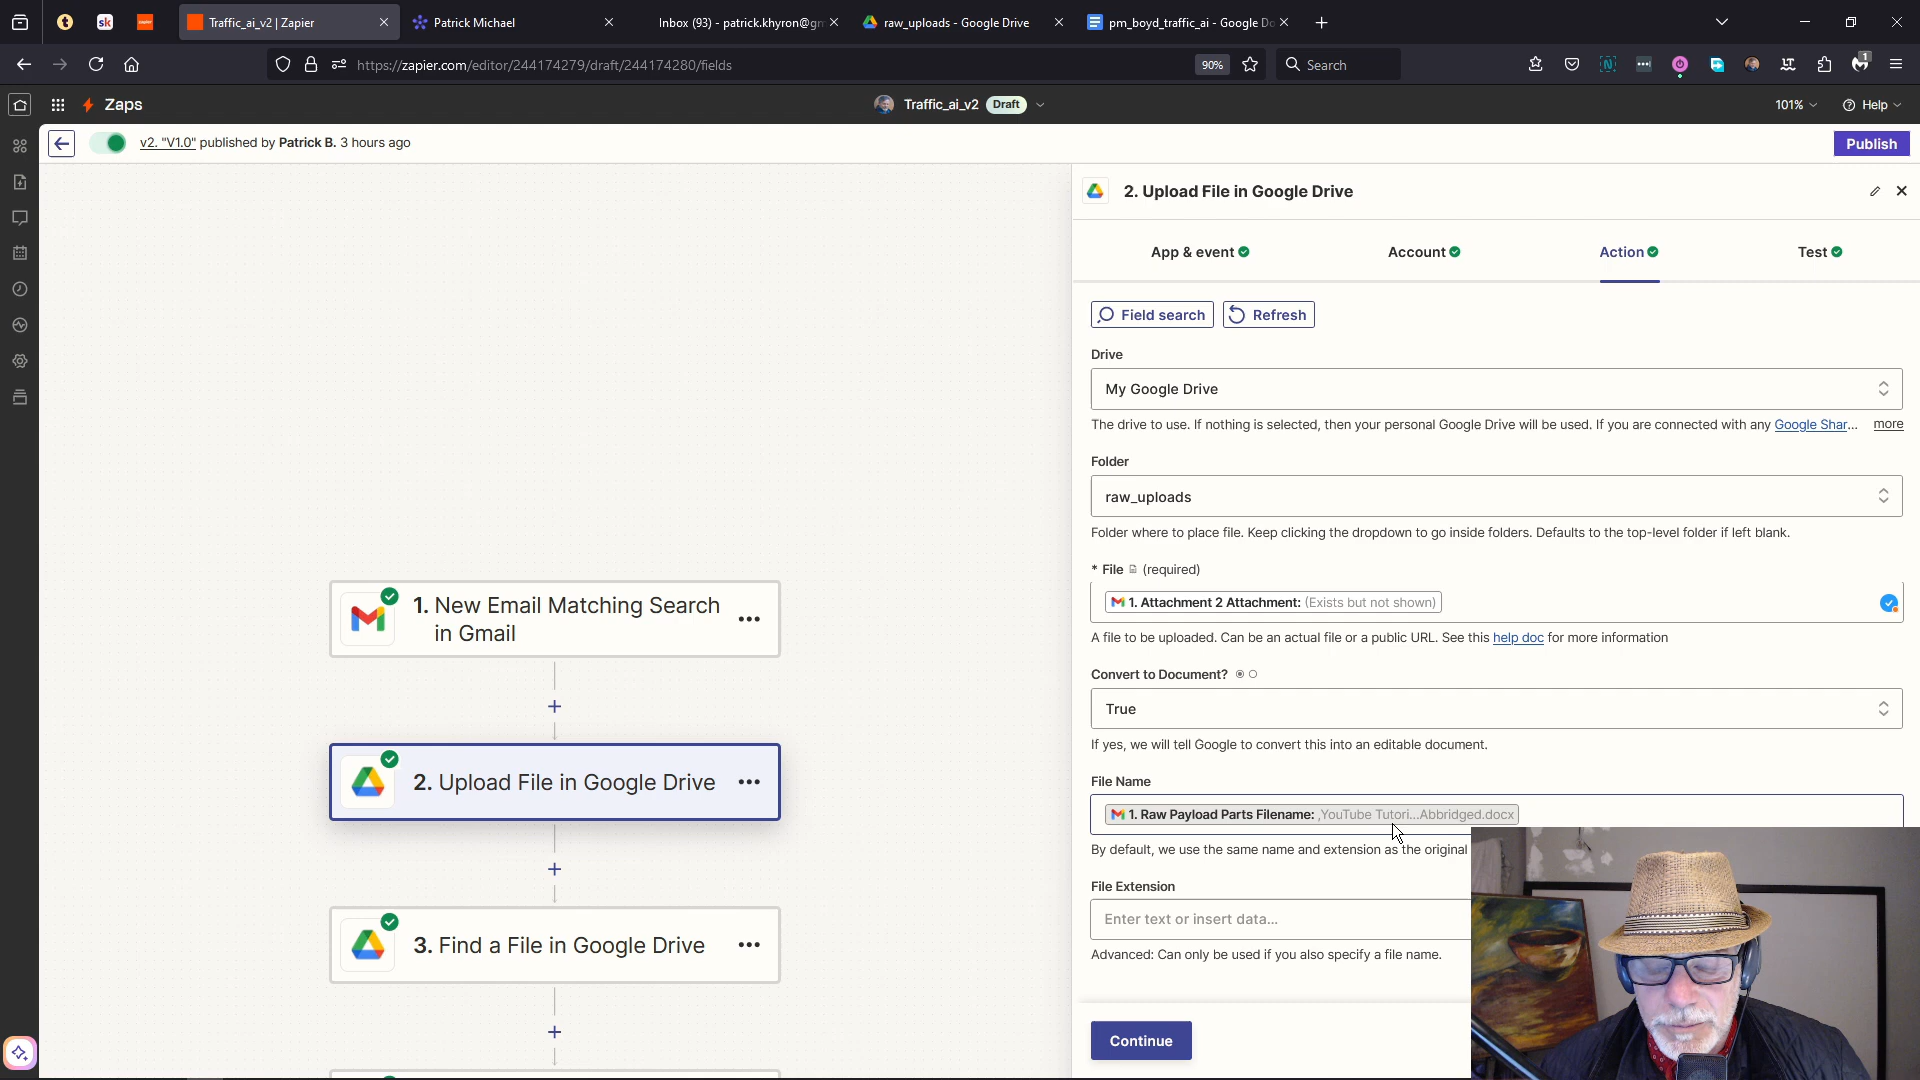 Traffic_ai_v2 | Zapier
Patrick Michael
Inbox (93) - patrick.khyron@gm
raw_uploads - Google Drive
pm_boyd_traffic_ai - Google Do
sk
https://zapier.com/editor/244174279/draft/244174280/fields
90%
Search
1
Zaps
Traffic_ai_v2 Draft
101%
Help
v2. "V1.0" published by Patrick B. 3 hours ago
Publish
2. Upload File in Google Drive
App & event
Account
Action
Test
Field search
Refresh
Drive
My Google Drive
The drive to use. If nothing is selected, then your personal Google Drive will be used. If you are connected with any Google Shar... more
Folder
raw_uploads
Folder where to place file. Keep clicking the dropdown to go inside folders. Defaults to the top-level folder if left blank.
* File (required)
1. Attachment 2 Attachment: (Exists but not shown)
A file to be uploaded. Can be an actual file or a public URL. See this help doc for more information
Convert to Document?
True
If yes, we will tell Google to convert this into an editable document.
File Name
1. Raw Payload Parts Filename: ,YouTube Tutori...Abbridged.docx
By default, we use the same name and extension as the original
File Extension
Enter text or insert data...
Advanced: Can only be used if you also specify a file name.
Continue
1. New Email Matching Search
in Gmail
2. Upload File in Google Drive
3. Find a File in Google Drive